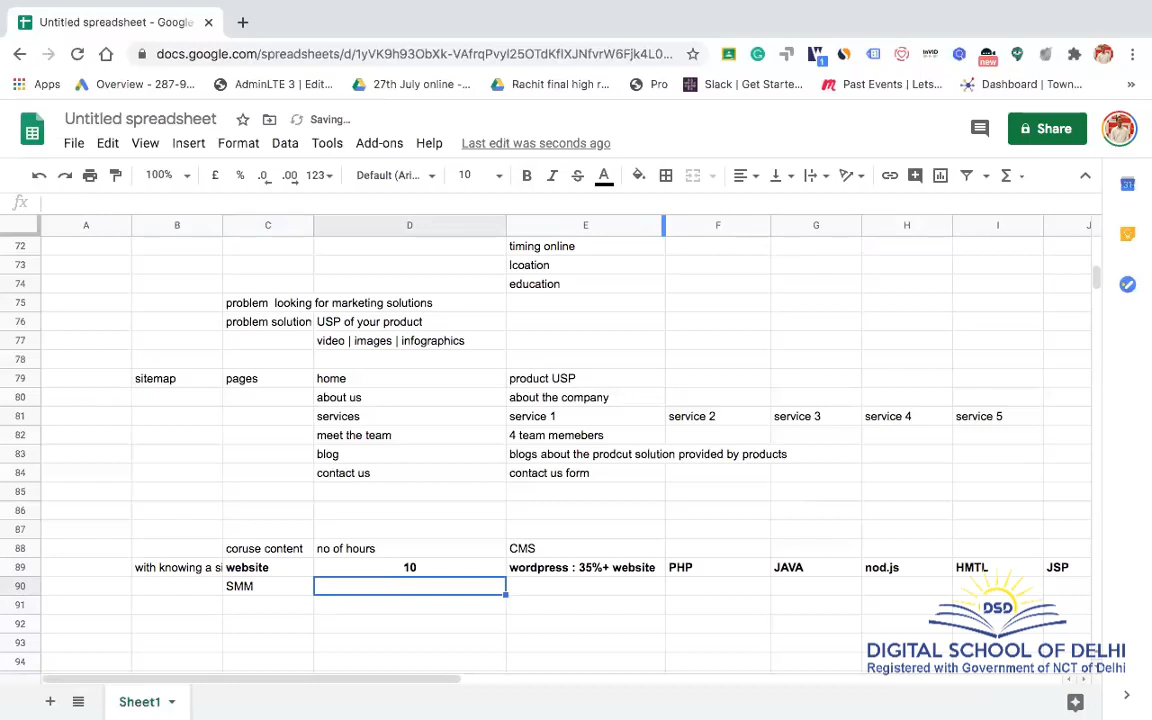 Untitled spreadsheet - Google
docs.google.com/spreadsheets/d/1yVK9h93ObXk-VAfrqPvyl25OTdKflXJNfvrW6Fjk4L0...
Apps Overview - 287-9... AdminLTE 3 | Edit... 27th July online -... Rachit final high r... Pro Slack | Get Starte... Past Events | Lets... Dashboard | Town... »
Untitled spreadsheet Saving... Share
File Edit View Insert Format Data Tools Add-ons Help Last edit was seconds ago
100% £ % .0 .00 123 Default (Ari... 10 B I S A Σ
fx
A B C D E F G H I J
72 timing online
73 lcoation
74 education
75 problem looking for marketing solutions
76 problem solution USP of your product
77 video | images | infographics
78
79 sitemap pages home product USP
80 about us about the company
81 services service 1 service 2 service 3 service 4 service 5
82 meet the team 4 team memebers
83 blog blogs about the prodcut solution provided by products
84 contact us contact us form
85
86
87
88 coruse content no of hours CMS
89 with knowing a si website 10 wordpress : 35%+ website PHP JAVA nod.js HMTL JSP
90 SMM
91
92
93
94
DSD
DIGITAL SCHOOL OF DELHI
Registered with Government of NCT of Delhi
Sheet1